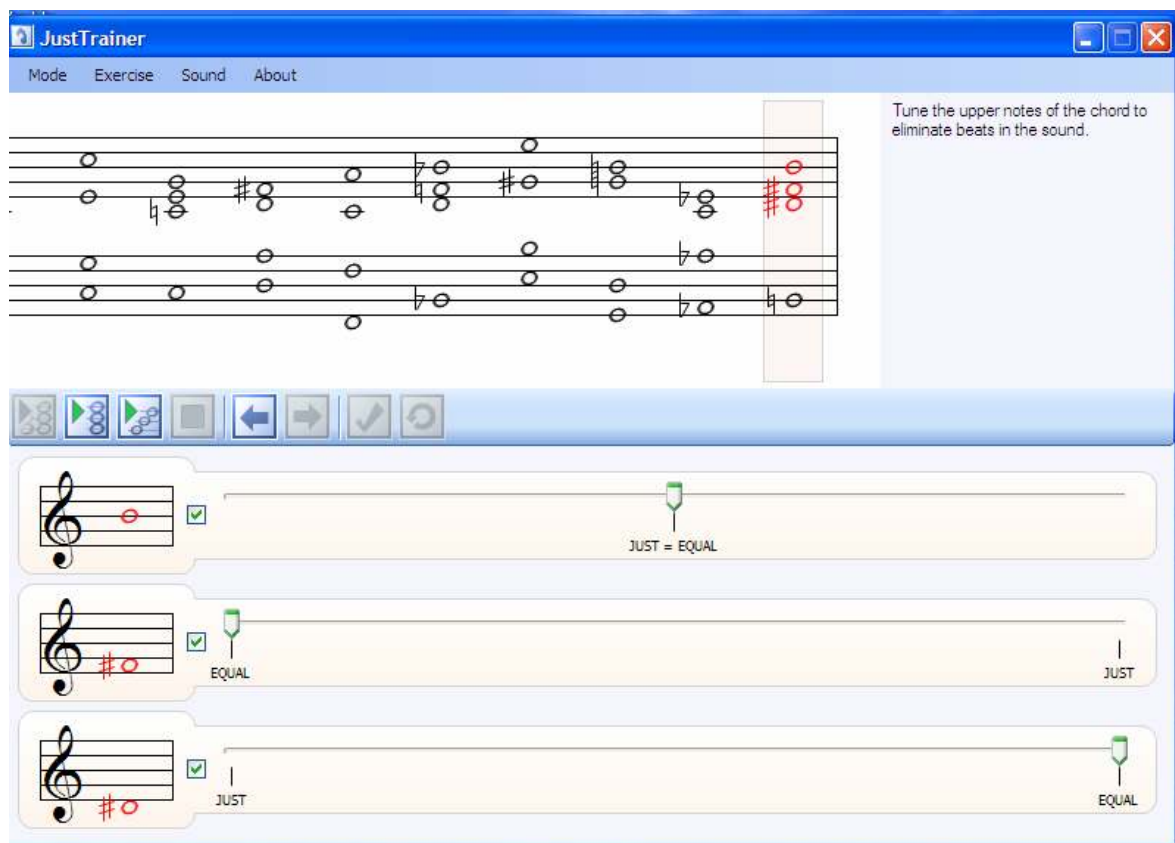 JustTrainer
Mode Exercise Sound About
Tune the upper notes of the chord to
eliminate beats in the sound.
JUST = EQUAL
EQUAL JUST
JUST EQUAL